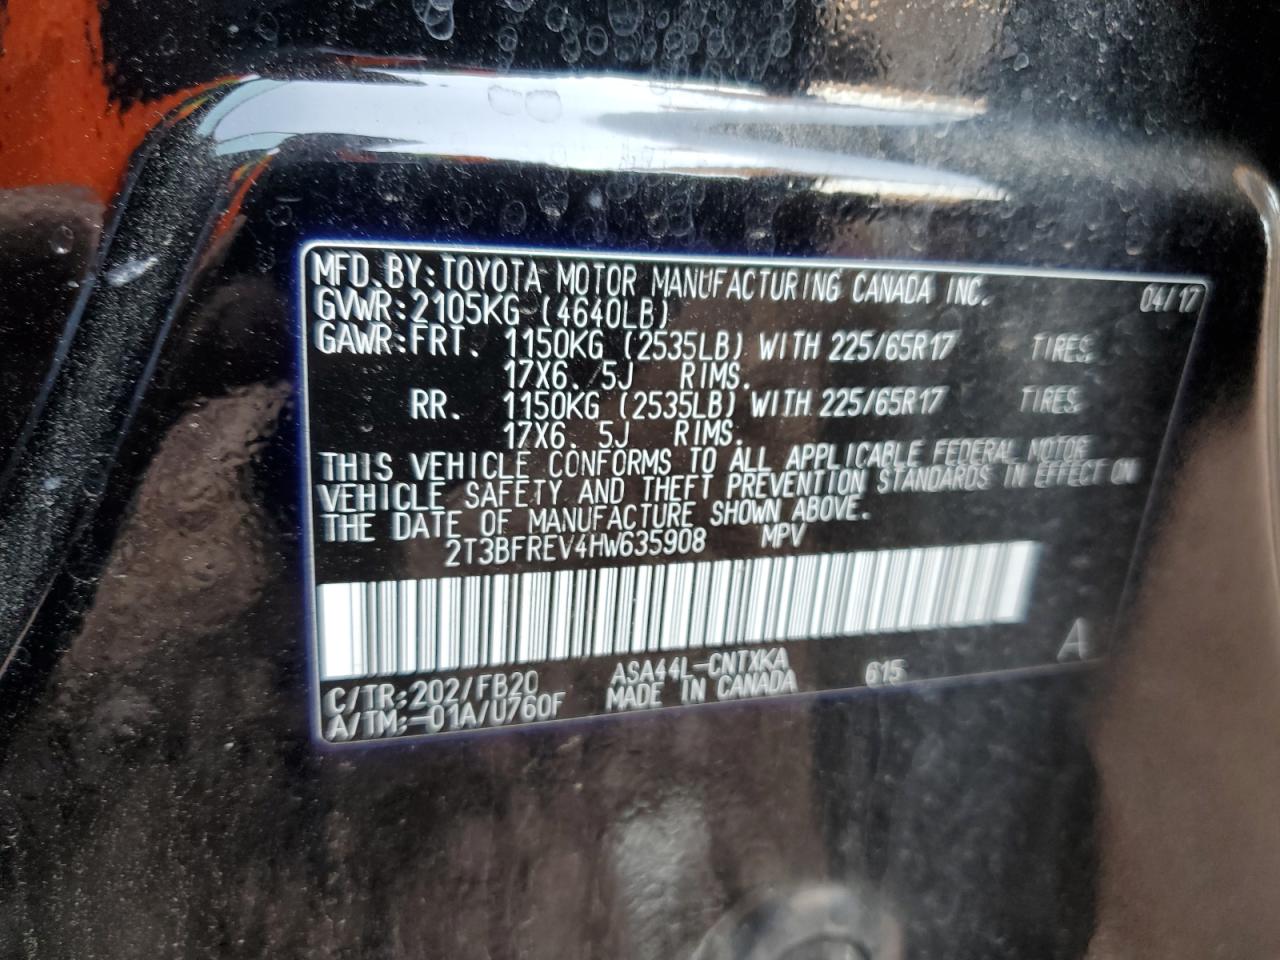 MFD.BY:TOYOTA MOTOR MANUFACTURING CANADA INC. 04/17
GVWR:2105KG (4640LB)
GAWR:FRT. 1150KG (2535LB) WITH 225/65R17 TIRES
17X6.5J RIMS.
RR. 1150KG (2535LB) WITH 225/65R17 TIRES
17X6.5J RIMS.
THIS VEHICLE CONFORMS TO ALL APPLICABLE FEDERAL MOTOR
VEHICLE SAFETY AND THEFT PREVENTION STANDARDS IN EFFECT ON
THE DATE OF MANUFACTURE SHOWN ABOVE.
2T3BFREV4HW635908 MPV
C/TR:202/FB20 ASA44L-CNTXKA 615 A
A/TM:-01A/U760F MADE IN CANADA